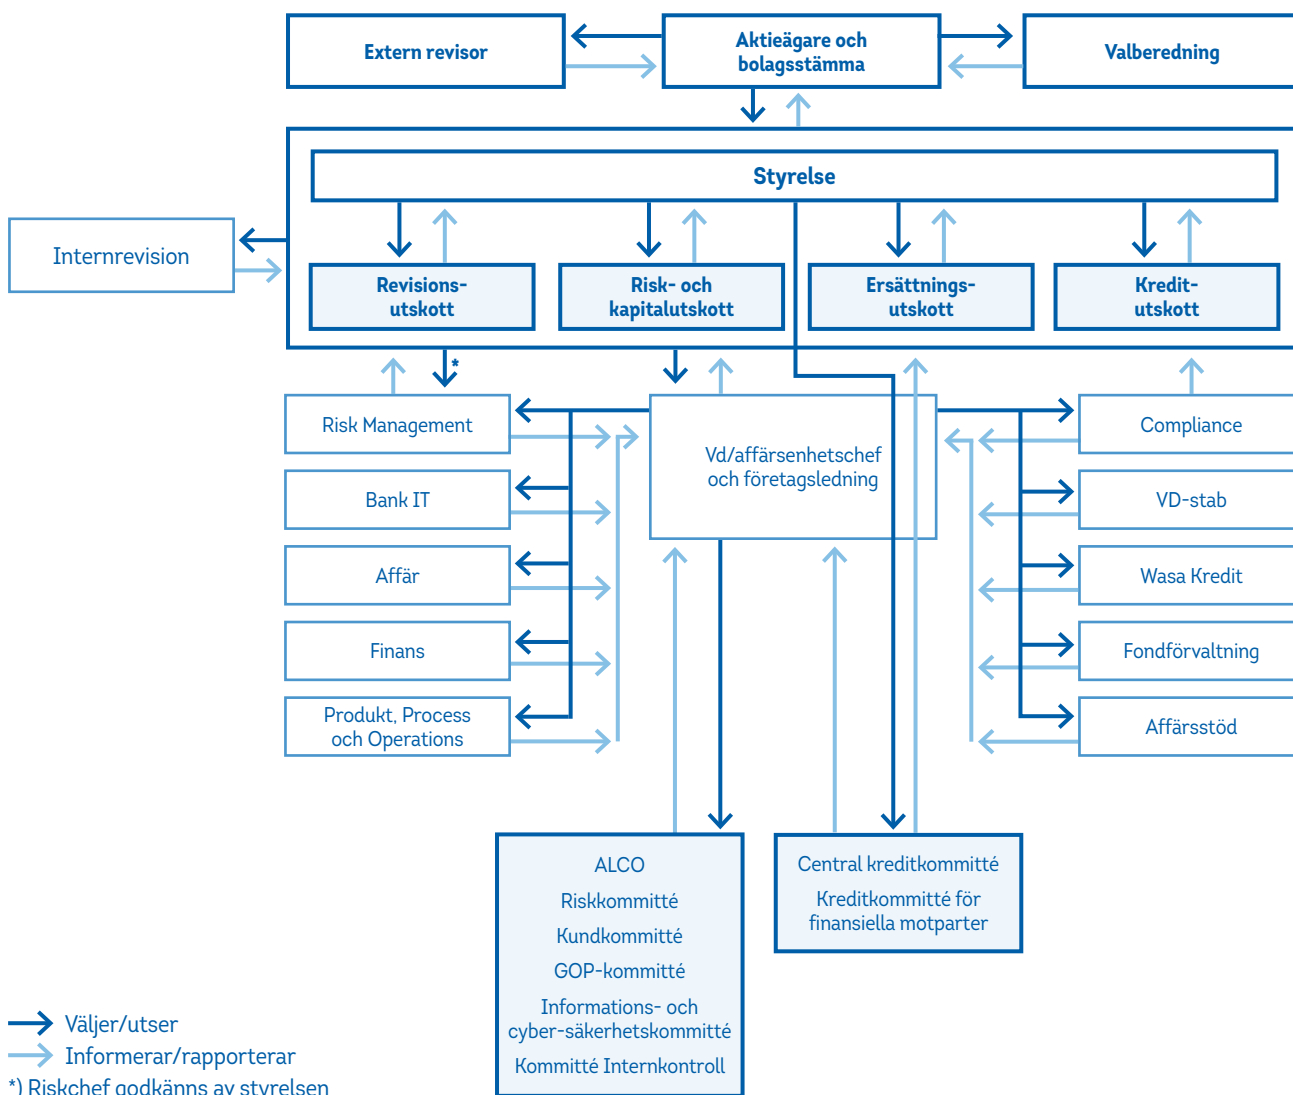 Extern revisor
Aktieägare och
bolagsstämma
Valberedning
Styrelse
Internrevision
Revisions-
utskott
Risk- och
kapitalutskott
Ersättnings-
utskott
Kredit-
utskott
*
Risk Management
Bank IT
Affär
Finans
Produkt, Process
och Operations
Vd/affärsenhetschef
och företagsledning
Compliance
VD-stab
Wasa Kredit
Fondförvaltning
Affärsstöd
ALCO
Riskkommitté
Kundkommitté
GOP-kommitté
Informations- och
cyber-säkerhetskommitté
Kommitté Internkontroll
Central kreditkommitté
Kreditkommitté för
finansiella motparter
Väljer/utser
Informerar/rapporterar
*) Riskchef godkänns av styrelsen